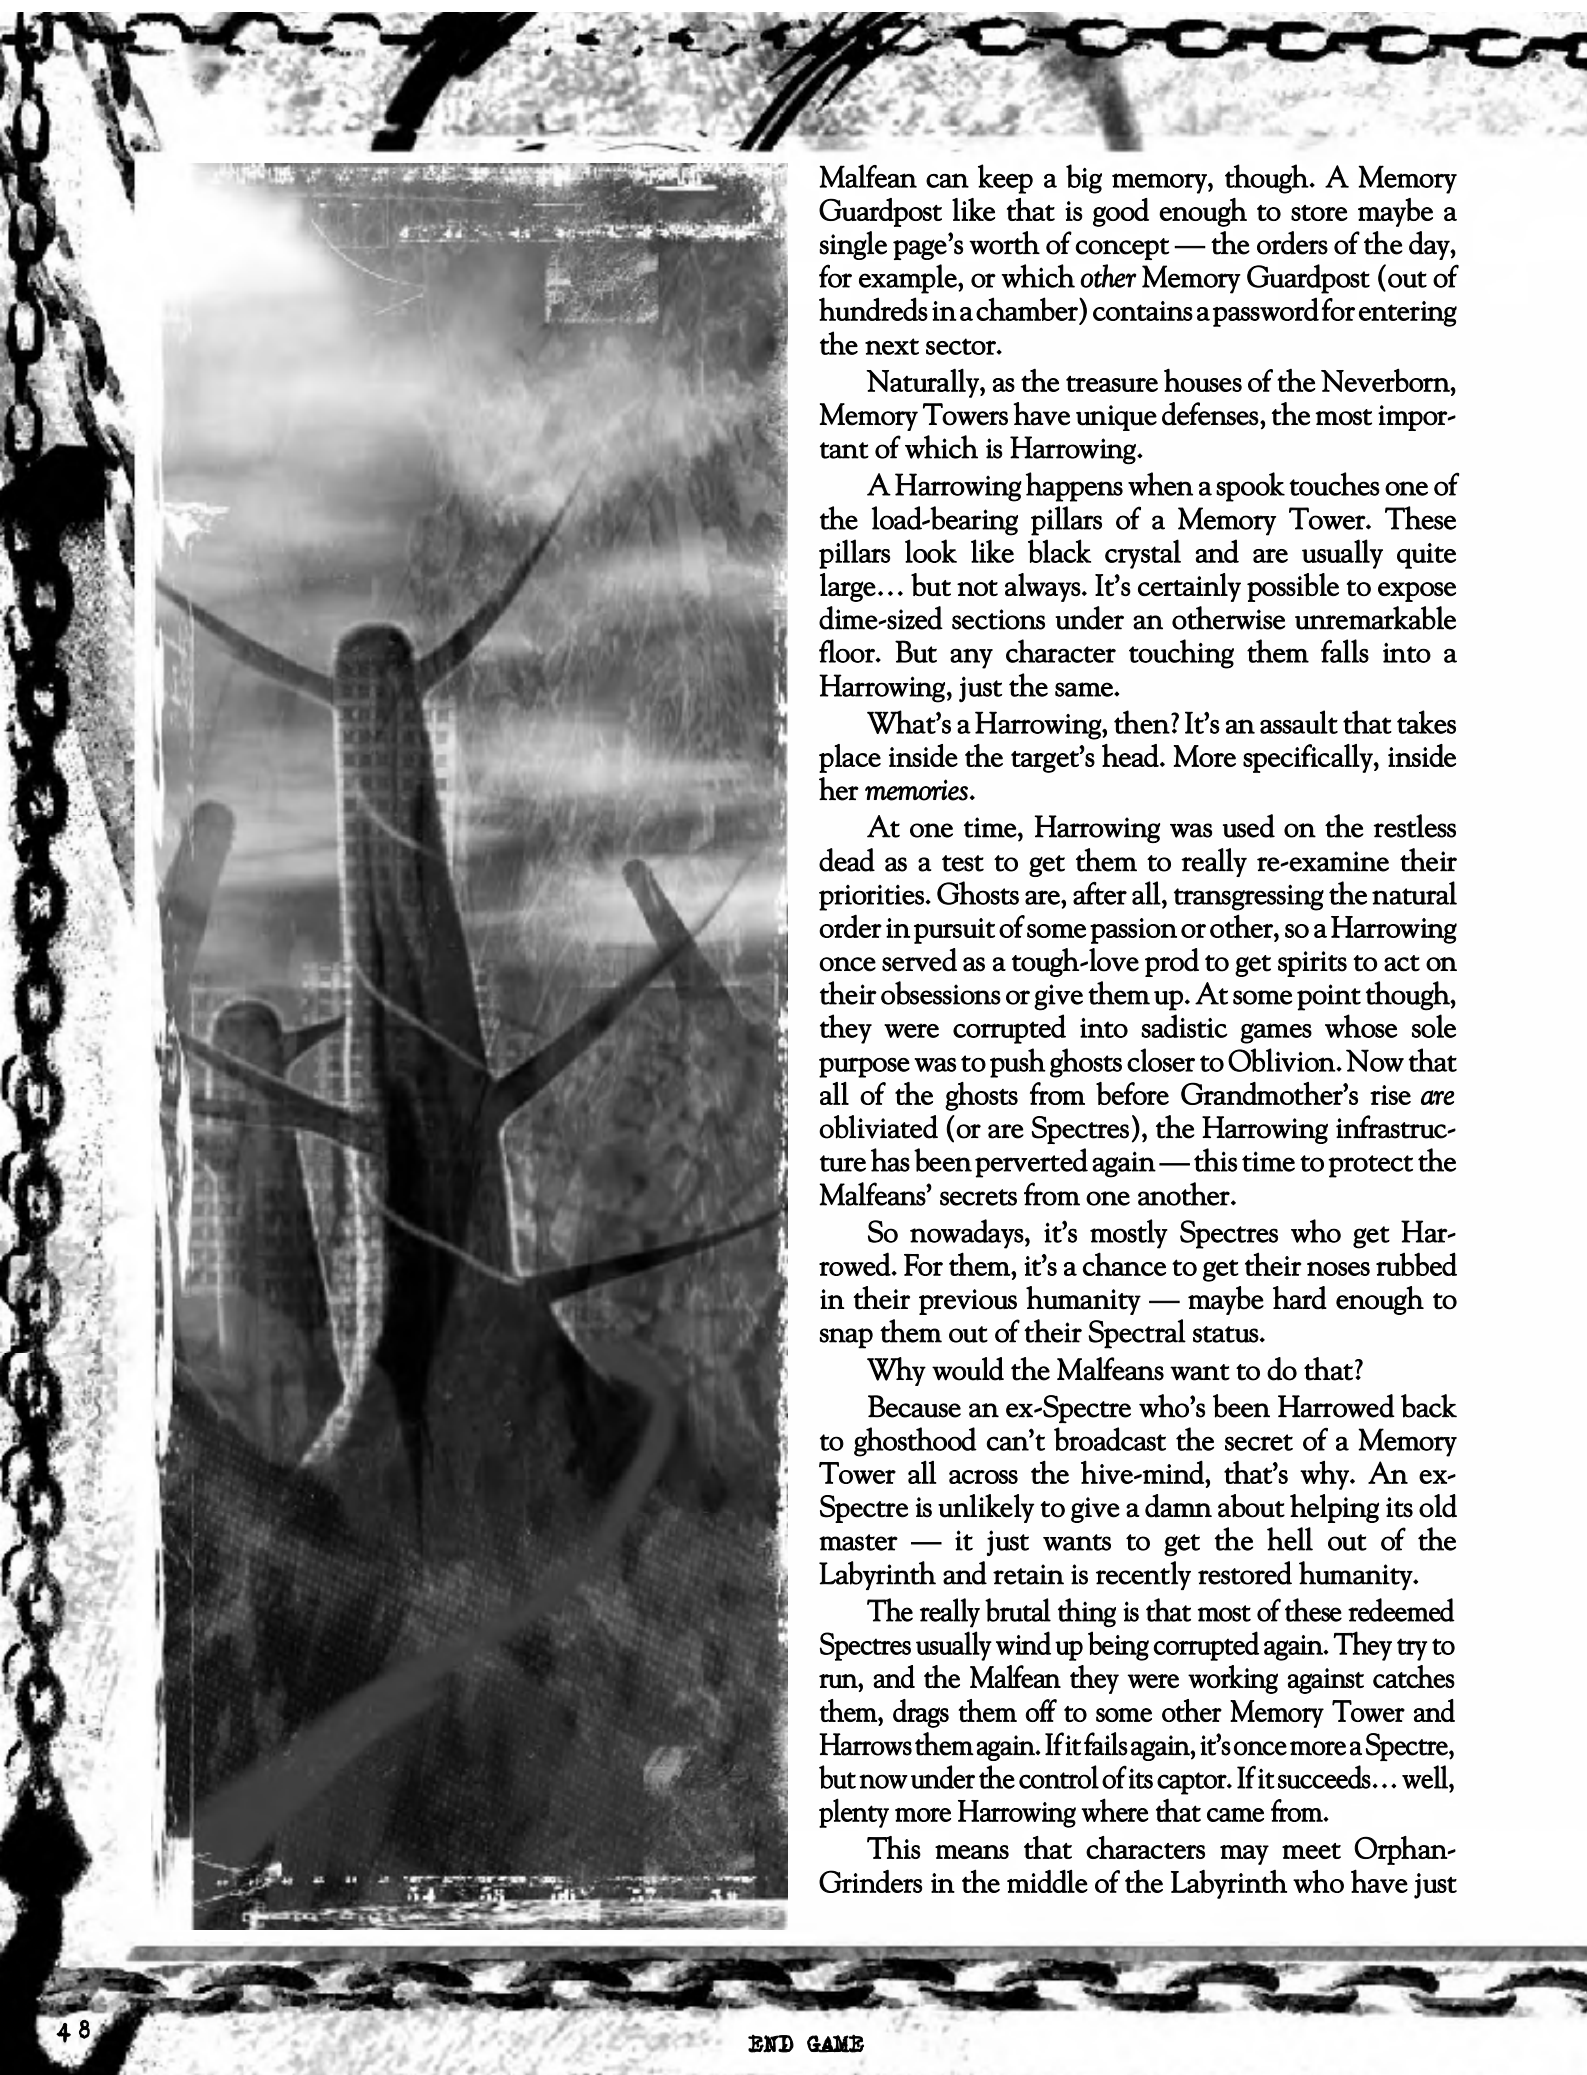 Malfean can keep a big memory, though. A Memory
Guardpost like that is good enough to store maybe a
single page's worth of concept — the orders of the day,
for example, or which other Memory Guardpost (out of
hundreds in a chamber) contains a password for entering
the next sector.
Naturally, as the treasure houses of the Neverborn,
Memory Towers have unique defenses, the most impor-
tant of which is Harrowing.
A Harrowing happens when a spook touches one of
the load-bearing pillars of a Memory Tower. These
pillars look like black crystal and are usually quite
large… but not always. It's certainly possible to expose
dime-sized sections under an otherwise unremarkable
floor. But any character touching them falls into a
Harrowing, just the same.
What's a Harrowing, then? It's an assault that takes
place inside the target's head. More specifically, inside
her memories.
At one time, Harrowing was used on the restless
dead as a test to get them to really re-examine their
priorities. Ghosts are, after all, transgressing the natural
order in pursuit of some passion or other, so a Harrowing
once served as a tough-love prod to get spirits to act on
their obsessions or give them up. At some point though,
they were corrupted into sadistic games whose sole
purpose was to push ghosts closer to Oblivion. Now that
all of the ghosts from before Grandmother's rise are
obliviated (or are Spectres), the Harrowing infrastruc-
ture has been perverted again — this time to protect the
Malfeans' secrets from one another.
So nowadays, it's mostly Spectres who get Har-
rowed. For them, it's a chance to get their noses rubbed
in their previous humanity — maybe hard enough to
snap them out of their Spectral status.
Why would the Malfeans want to do that?
Because an ex-Spectre who's been Harrowed back
to ghosthood can't broadcast the secret of a Memory
Tower all across the hive-mind, that's why. An ex-
Spectre is unlikely to give a damn about helping its old
master — it just wants to get the hell out of the
Labyrinth and retain is recently restored humanity.
The really brutal thing is that most of these redeemed
Spectres usually wind up being corrupted again. They try to
run, and the Malfean they were working against catches
them, drags them off to some other Memory Tower and
Harrows them again. If it fails again, it's once more a Spectre,
but now under the control of its captor. If it succeeds… well,
plenty more Harrowing where that came from.
This means that characters may meet Orphan-
Grinders in the middle of the Labyrinth who have just
48
END GAME